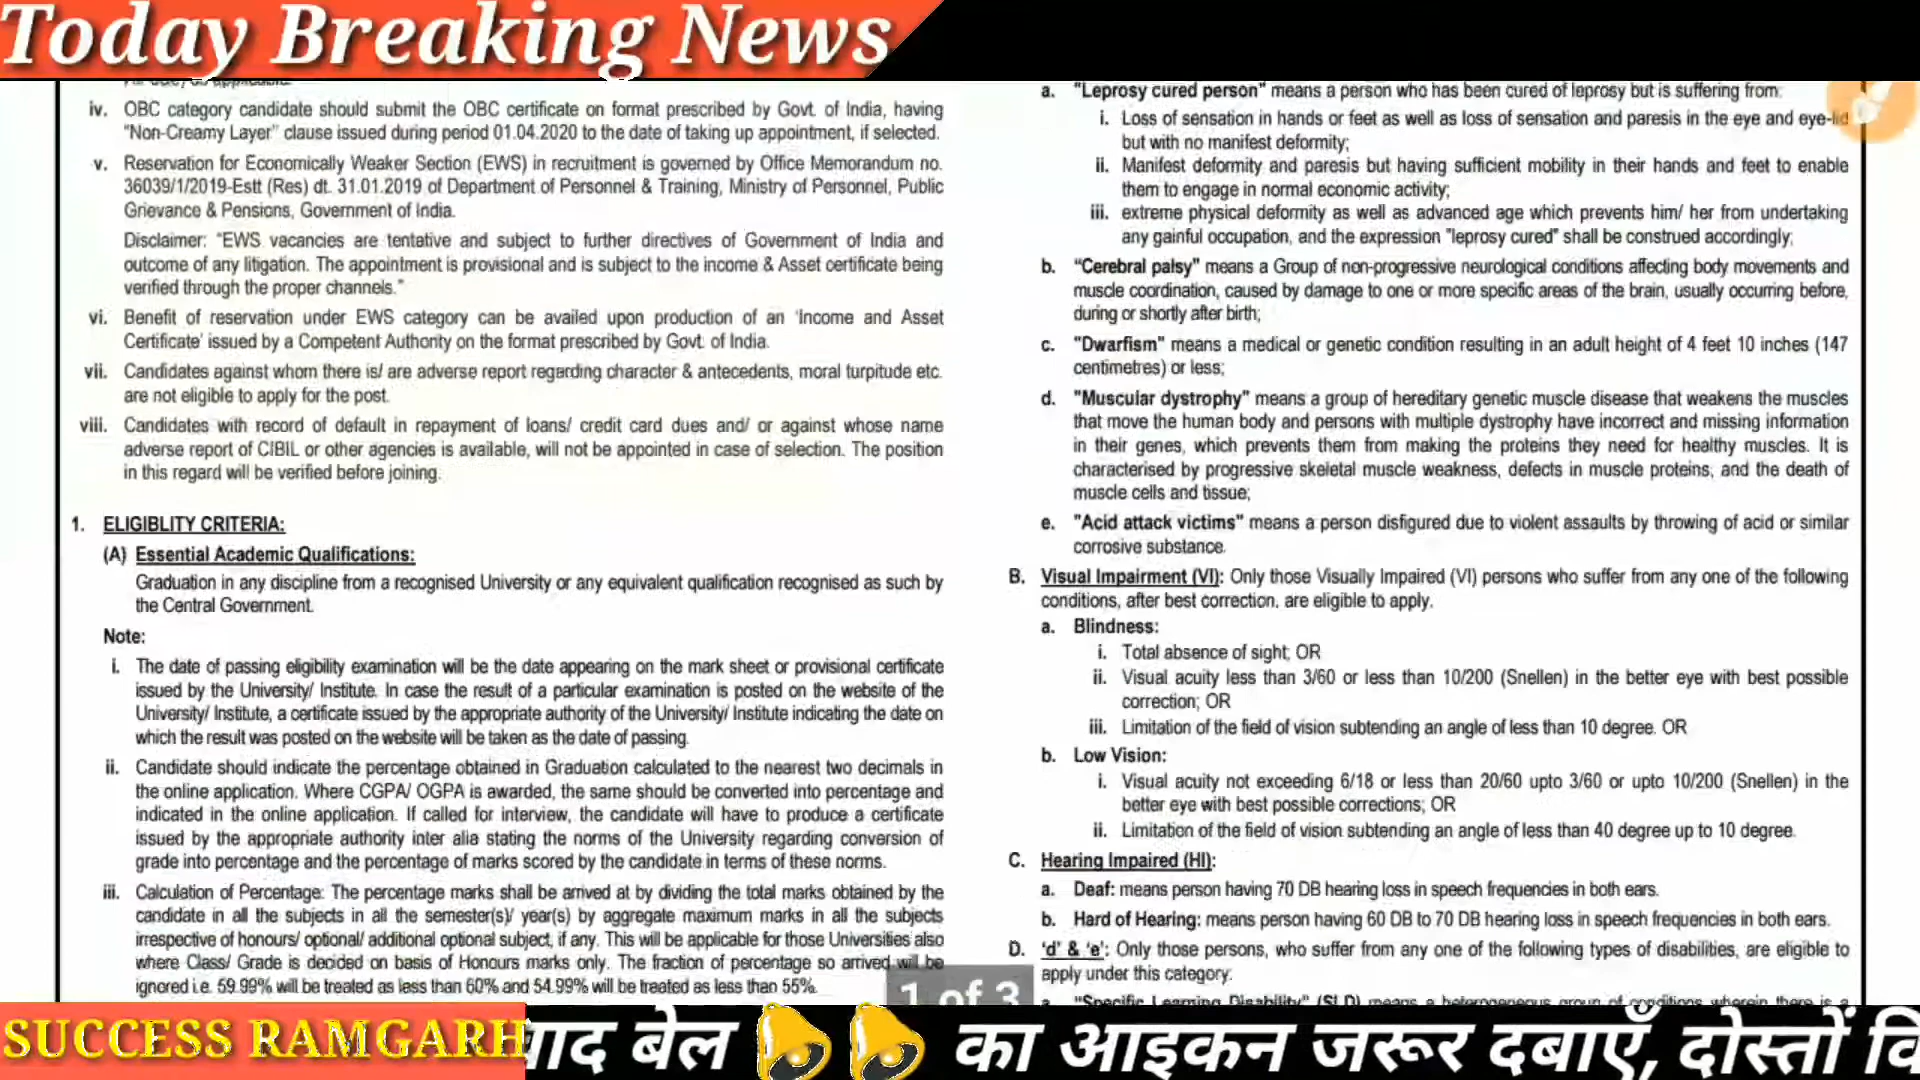 Today Breaking News
iv. OBC category candidate should submit the OBC certificate on format prescribed by Govt. of India, having
"Non-Creamy Layer" clause issued during period 01.04.2020 to the date of taking up appointment, if selected.
v. Reservation for Economically Weaker Section (EWS) in recruitment is governed by Office Memorandum no.
36039/1/2019-Estt (Res) dt. 31.01.2019 of Department of Personnel & Training, Ministry of Personnel, Public
Grievance & Pensions, Government of India.
Disclaimer: "EWS vacancies are tentative and subject to further directives of Government of India and
outcome of any litigation. The appointment is provisional and is subject to the income & Asset certificate being
verified through the proper channels."
vi. Benefit of reservation under EWS category can be availed upon production of an 'Income and Asset
Certificate' issued by a Competent Authority on the format prescribed by Govt. of India.
vii. Candidates against whom there is/ are adverse report regarding character & antecedents, moral turpitude etc.
are not eligible to apply for the post.
viii. Candidates with record of default in repayment of loans/ credit card dues and/ or against whose name
adverse report of CIBIL or other agencies is available, will not be appointed in case of selection. The position
in this regard will be verified before joining.
1. ELIGIBLITY CRITERIA:
(A) Essential Academic Qualifications:
Graduation in any discipline from a recognised University or any equivalent qualification recognised as such by
the Central Government.
Note:
i. The date of passing eligibility examination will be the date appearing on the mark sheet or provisional certificate
issued by the University/ Institute. In case the result of a particular examination is posted on the website of the
University/ Institute, a certificate issued by the appropriate authority of the University/ Institute indicating the date on
which the result was posted on the website will be taken as the date of passing.
ii. Candidate should indicate the percentage obtained in Graduation calculated to the nearest two decimals in
the online application. Where CGPA/ OGPA is awarded, the same should be converted into percentage and
indicated in the online application. If called for interview, the candidate will have to produce a certificate
issued by the appropriate authority inter alia stating the norms of the University regarding conversion of
grade into percentage and the percentage of marks scored by the candidate in terms of these norms.
iii. Calculation of Percentage: The percentage marks shall be arrived at by dividing the total marks obtained by the
candidate in all the subjects in all the semester(s)/ year(s) by aggregate maximum marks in all the subjects
irrespective of honours/ optional/ additional optional subject, if any. This will be applicable for those Universities also
where Class/ Grade is decided on basis of Honours marks only. The fraction of percentage so arrived will be
ignored i.e. 59.99% will be treated as less than 60% and 54.99% will be treated as less than 55%.
a. "Leprosy cured person" means a person who has been cured of leprosy but is suffering from:
i. Loss of sensation in hands or feet as well as loss of sensation and paresis in the eye and eye-lid
but with no manifest deformity;
ii. Manifest deformity and paresis but having sufficient mobility in their hands and feet to enable
them to engage in normal economic activity;
iii. extreme physical deformity as well as advanced age which prevents him/ her from undertaking
any gainful occupation, and the expression "leprosy cured" shall be construed accordingly;
b. "Cerebral palsy" means a Group of non-progressive neurological conditions affecting body movements and
muscle coordination, caused by damage to one or more specific areas of the brain, usually occurring before,
during or shortly after birth;
c. "Dwarfism" means a medical or genetic condition resulting in an adult height of 4 feet 10 inches (147
centimetres) or less;
d. "Muscular dystrophy" means a group of hereditary genetic muscle disease that weakens the muscles
that move the human body and persons with multiple dystrophy have incorrect and missing information
in their genes, which prevents them from making the proteins they need for healthy muscles. It is
characterised by progressive skeletal muscle weakness, defects in muscle proteins, and the death of
muscle cells and tissue;
e. "Acid attack victims" means a person disfigured due to violent assaults by throwing of acid or similar
corrosive substance.
B. Visual Impairment (VI): Only those Visually Impaired (VI) persons who suffer from any one of the following
conditions, after best correction, are eligible to apply.
a. Blindness:
i. Total absence of sight; OR
ii. Visual acuity less than 3/60 or less than 10/200 (Snellen) in the better eye with best possible
correction; OR
iii. Limitation of the field of vision subtending an angle of less than 10 degree. OR
b. Low Vision:
i. Visual acuity not exceeding 6/18 or less than 20/60 upto 3/60 or upto 10/200 (Snellen) in the
better eye with best possible corrections; OR
ii. Limitation of the field of vision subtending an angle of less than 40 degree up to 10 degree.
C. Hearing Impaired (HI):
a. Deaf: means person having 70 DB hearing loss in speech frequencies in both ears.
b. Hard of Hearing: means person having 60 DB to 70 DB hearing loss in speech frequencies in both ears.
D. 'd' & 'e': Only those persons, who suffer from any one of the following types of disabilities, are eligible to
apply under this category.
a. "Specific Learning Disability" (SLD) means a heterogeneous group of conditions wherein there is a
1 of 3
SUCCESS RAMGARH
बेल का आइकन जरूर दबाएँ, दोस्तों